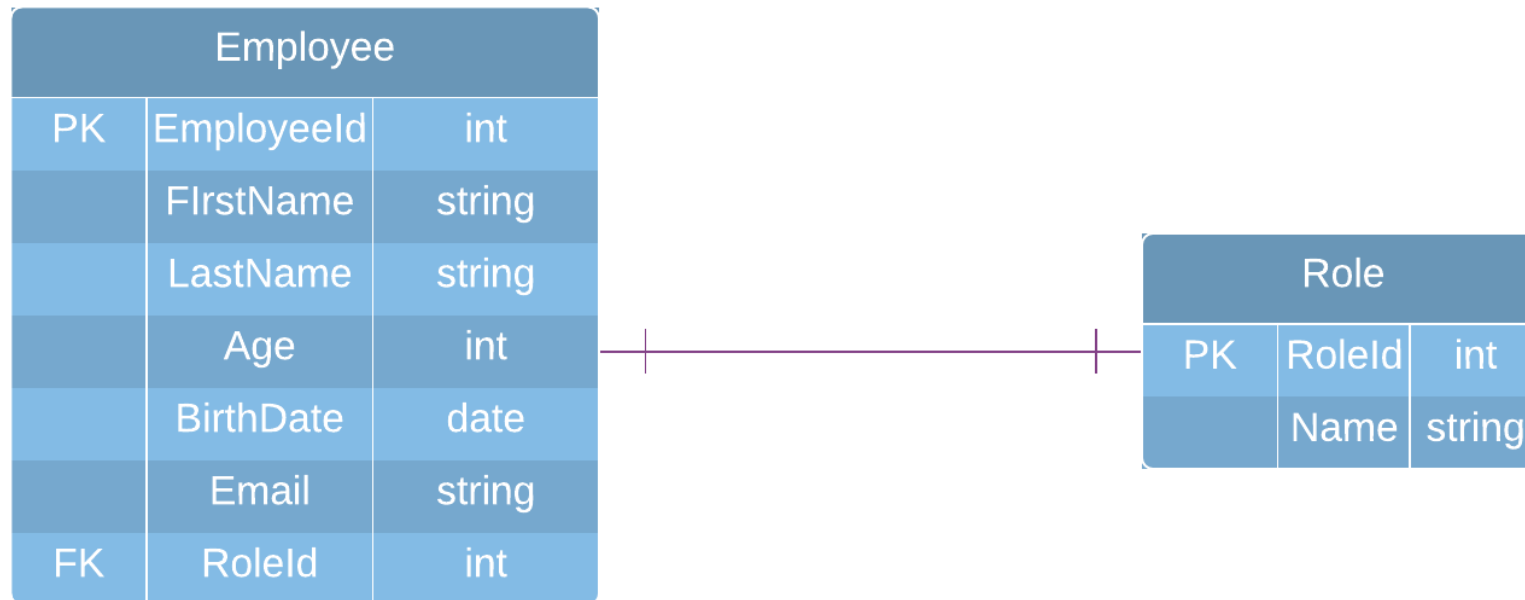 Employee
PK EmployeeId int
FIrstName string
LastName string
Age int
BirthDate date
Email string
FK RoleId int
Role
PK RoleId int
Name string